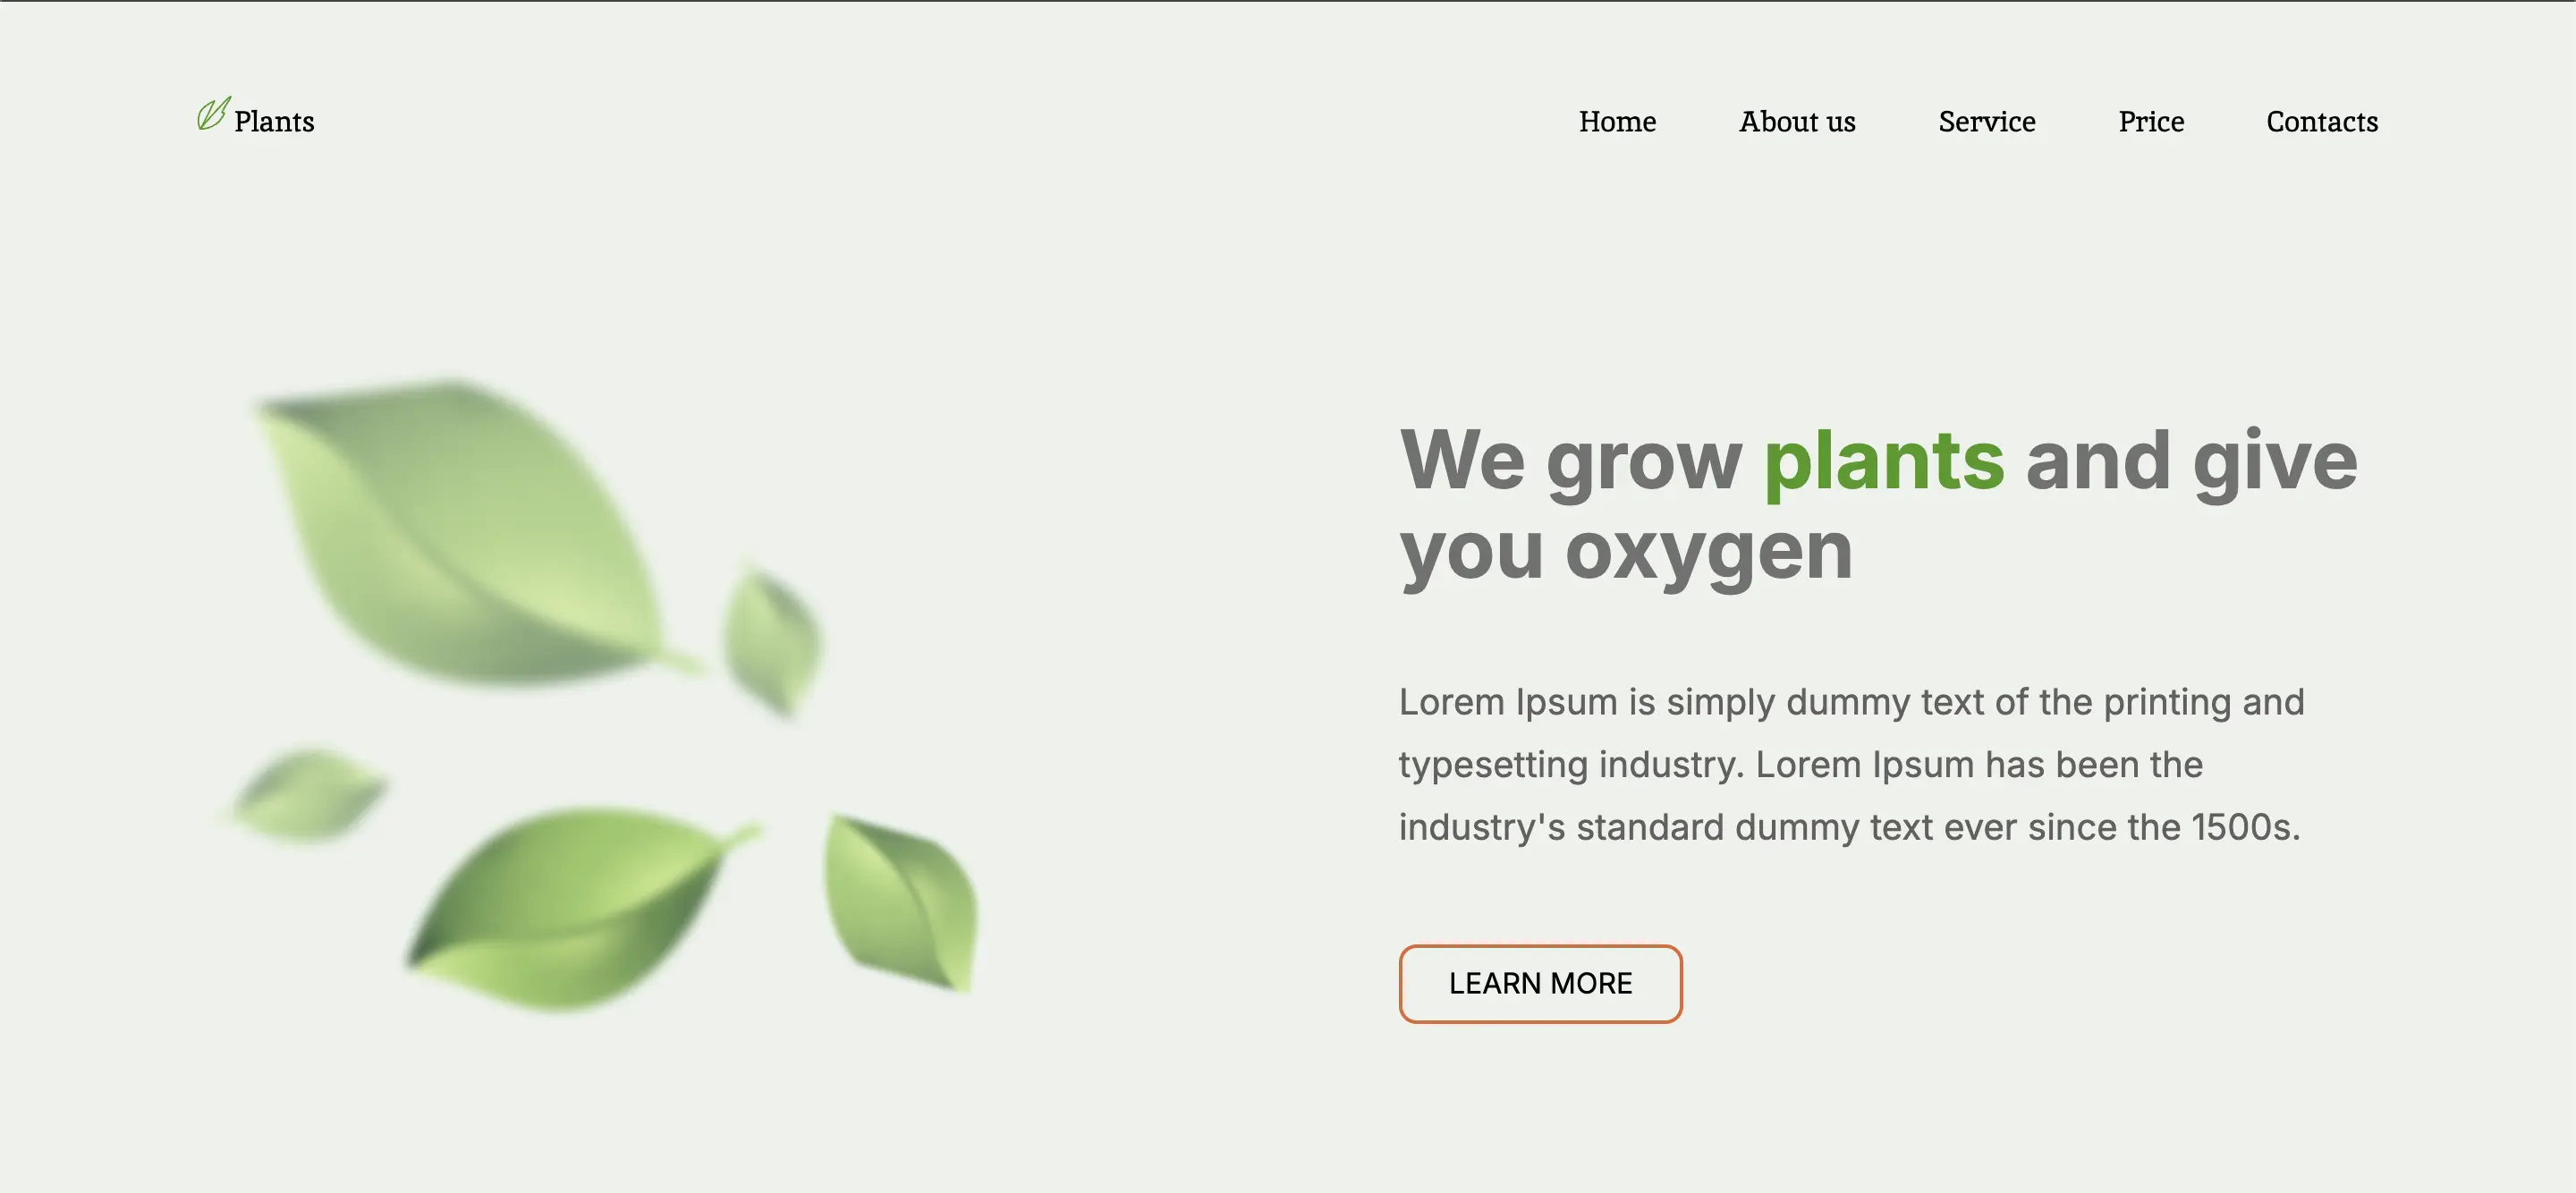 Plants
Home
About us
Service
Price
Contacts
We grow plants and give
you oxygen
Lorem Ipsum is simply dummy text of the printing and
typesetting industry. Lorem Ipsum has been the
industry's standard dummy text ever since the 1500s.
LEARN MORE